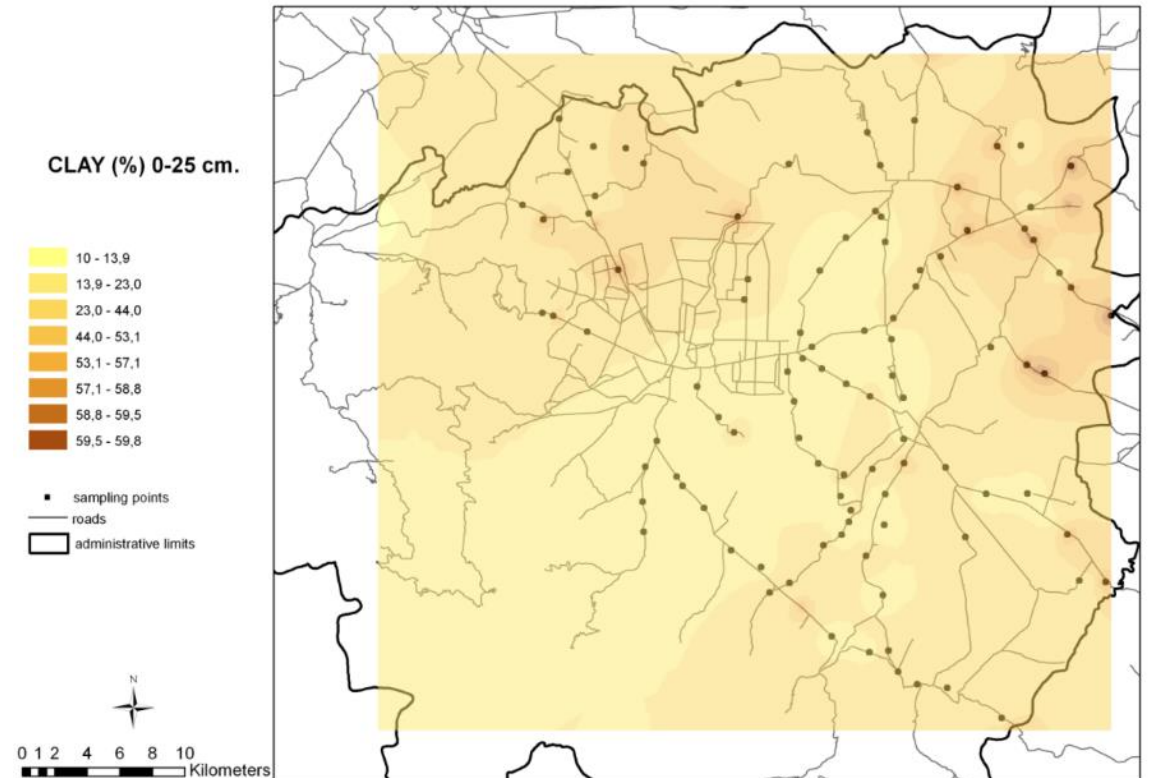 CLAY (%) 0-25 cm.
10 - 13,9
13,9 - 23,0
23,0 - 44,0
44,0 - 53,1
53,1 - 57,1
57,1 - 58,8
58,8 - 59,5
59,5 - 59,8
sampling points
roads
administrative limits
N
0 1 2 4 6 8 10
Kilometers